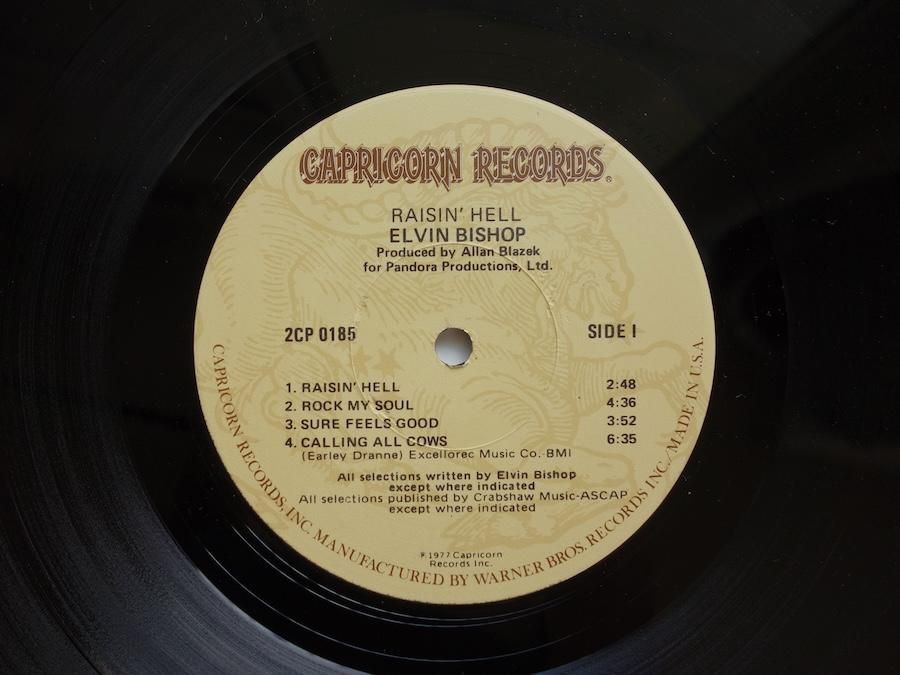 CAPRICORN RECORDS®
RAISIN' HELL
ELVIN BISHOP
Produced by Allan Blazek
for Pandora Productions, Ltd.
2CP 0185
SIDE I
1. RAISIN' HELL 2:48
2. ROCK MY SOUL 4:36
3. SURE FEELS GOOD 3:52
4. CALLING ALL COWS 6:35
(Earley Dranne) Excellorec Music Co.-BMI
All selections written by Elvin Bishop
except where indicated
All selections published by Crabshaw Music-ASCAP
except where indicated
℗1977 Capricorn
Records Inc.
CAPRICORN RECORDS, INC. MANUFACTURED BY WARNER BROS. RECORDS INC./MADE IN U.S.A.